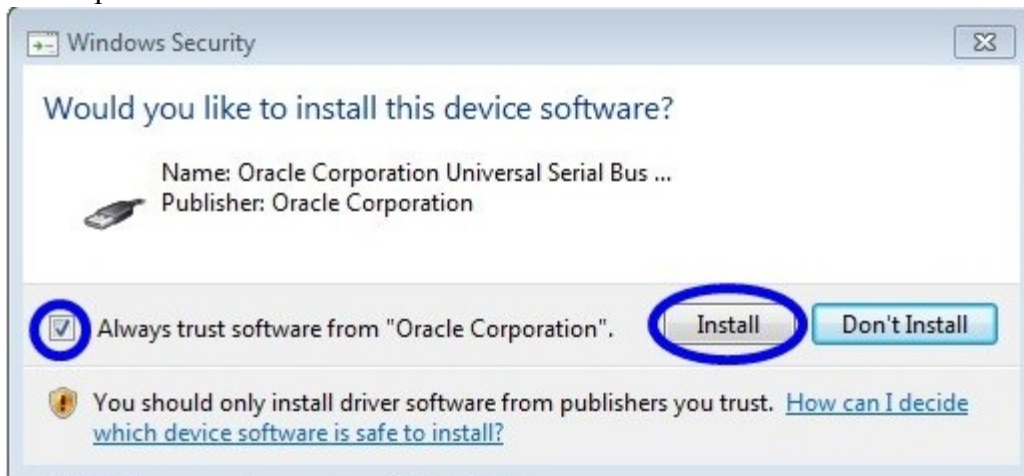 Windows Security
Would you like to install this device software?
Name: Oracle Corporation Universal Serial Bus ...
Publisher: Oracle Corporation
Always trust software from "Oracle Corporation".
Install
Don't Install
You should only install driver software from publishers you trust. How can I decide
which device software is safe to install?